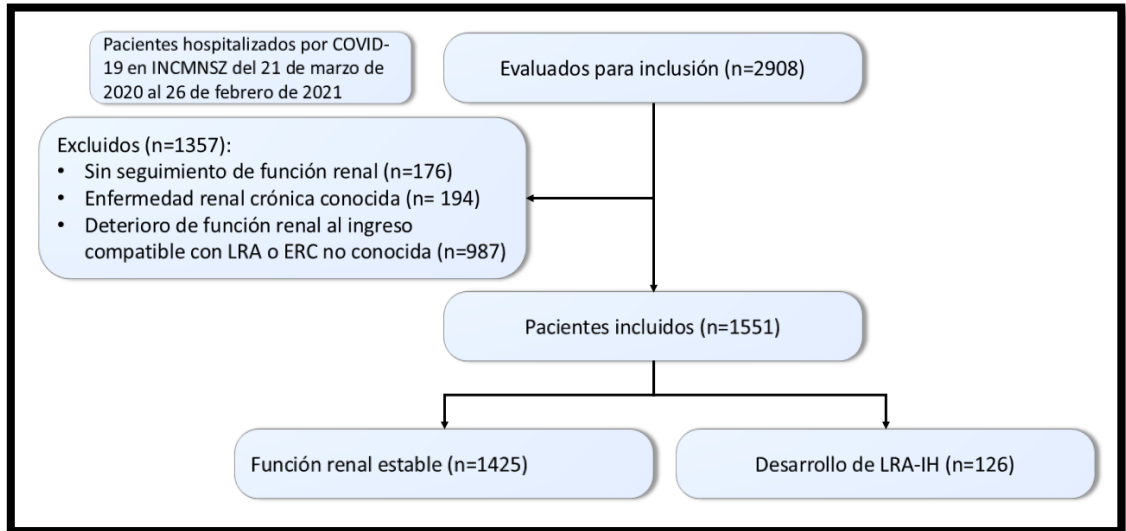 Pacientes hospitalizados por COVID-
19 en INCMNSZ del 21 de marzo de
2020 al 26 de febrero de 2021
Evaluados para inclusión (n=2908)
Excluidos (n=1357):
• Sin seguimiento de función renal (n=176)
• Enfermedad renal crónica conocida (n= 194)
• Deterioro de función renal al ingreso
compatible con LRA o ERC no conocida (n=987)
Pacientes incluidos (n=1551)
Función renal estable (n=1425)
Desarrollo de LRA-IH (n=126)